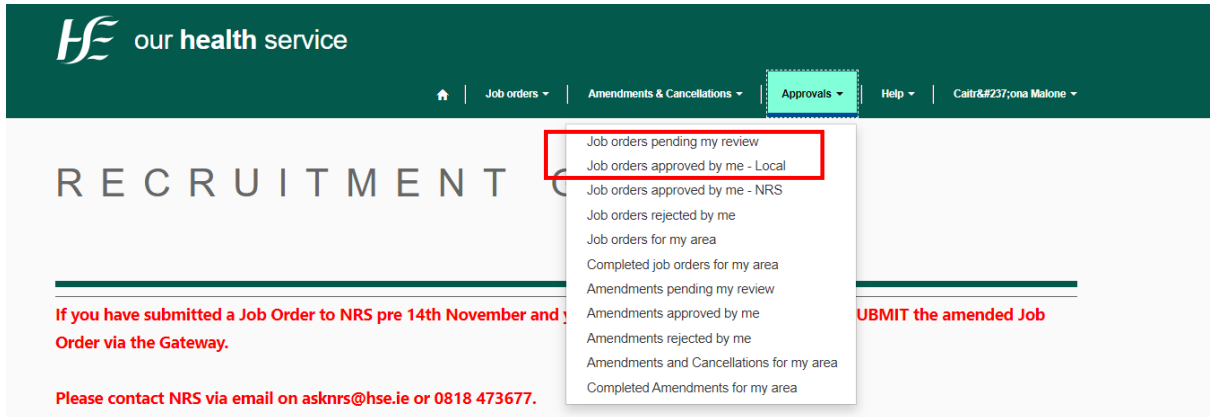 our health service
Job orders
Amendments & Cancellations
Approvals
Help
Caitr&#237;ona Malone
Job orders pending my review
Job orders approved by me - Local
Job orders approved by me - NRS
Job orders rejected by me
Job orders for my area
Completed job orders for my area
Amendments pending my review
Amendments approved by me
Amendments rejected by me
Amendments and Cancellations for my area
Completed Amendments for my area
RECRUITMENT
If you have submitted a Job Order to NRS pre 14th November and UBMIT the amended Job
Order via the Gateway.
Please contact NRS via email on asknrs@hse.ie or 0818 473677.